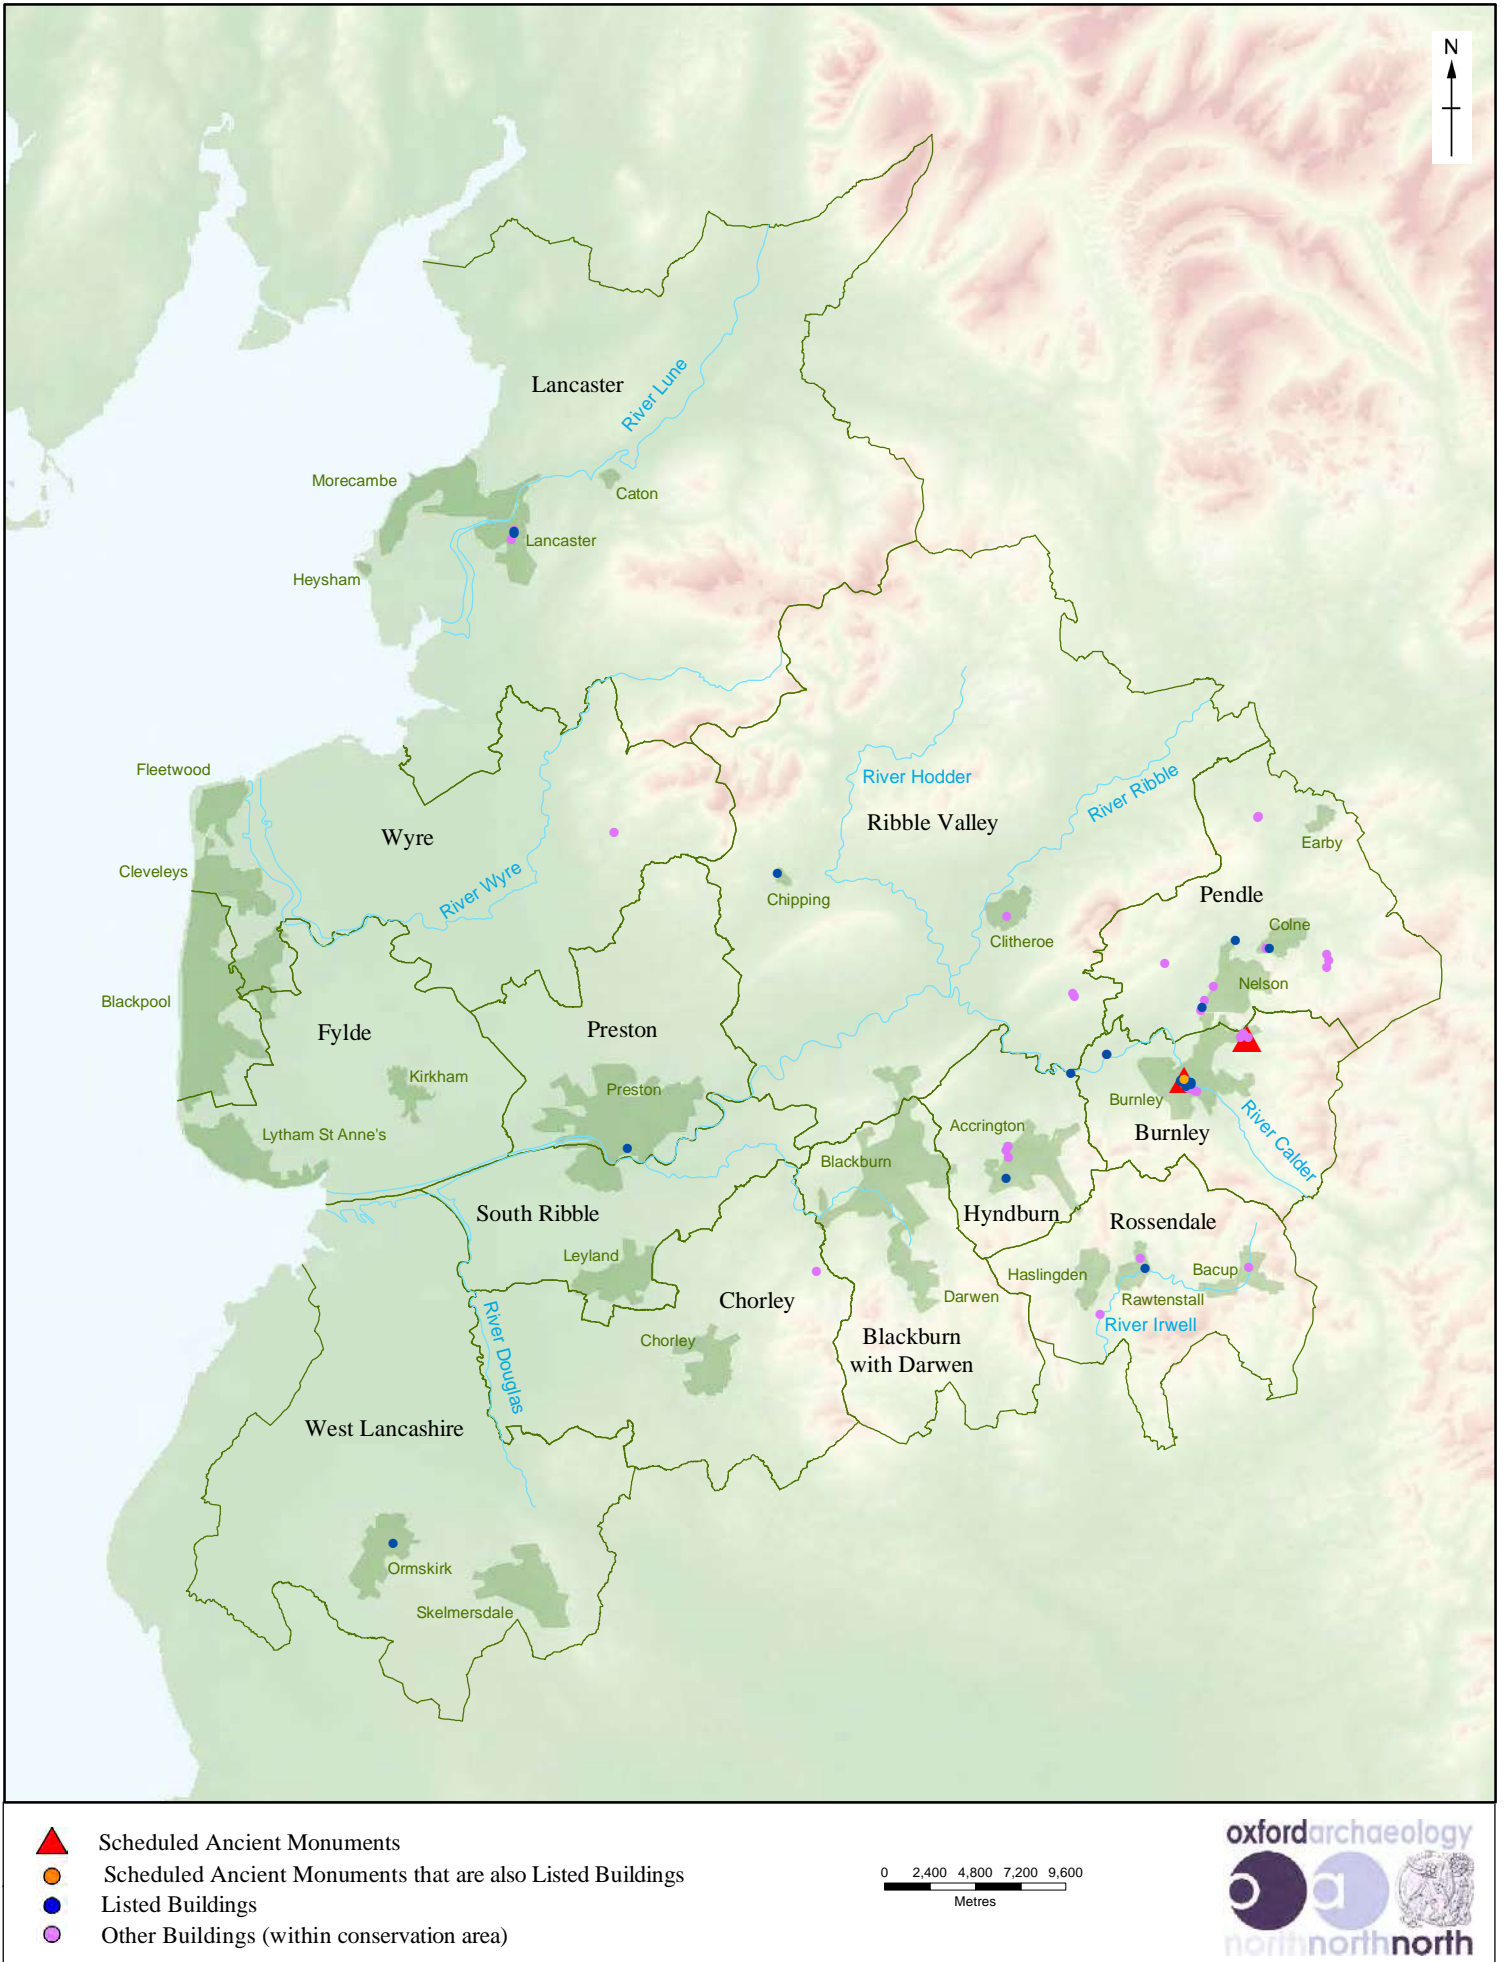 N
Lancaster
River Lune
Morecambe
Caton
Lancaster
Heysham
Fleetwood
River Hodder
River Ribble
Ribble Valley
Wyre
Earby
Cleveleys
River Wyre
Chipping
Pendle
Colne
Clitheroe
Nelson
Blackpool
Fylde
Preston
Kirkham
Preston
Burnley
River Calder
Accrington
Burnley
Lytham St Anne's
Blackburn
South Ribble
Hyndburn
Rossendale
Leyland
Haslingden
Bacup
Chorley
Darwen
Rawtenstall
River Irwell
River Douglas
Chorley
Blackburn
with Darwen
West Lancashire
Ormskirk
Skelmersdale
Scheduled Ancient Monuments
Scheduled Ancient Monuments that are also Listed Buildings
Listed Buildings
Other Buildings (within conservation area)
0 2,400 4,800 7,200 9,600
Metres
oxfordarchaeology
o a
northnorthnorth